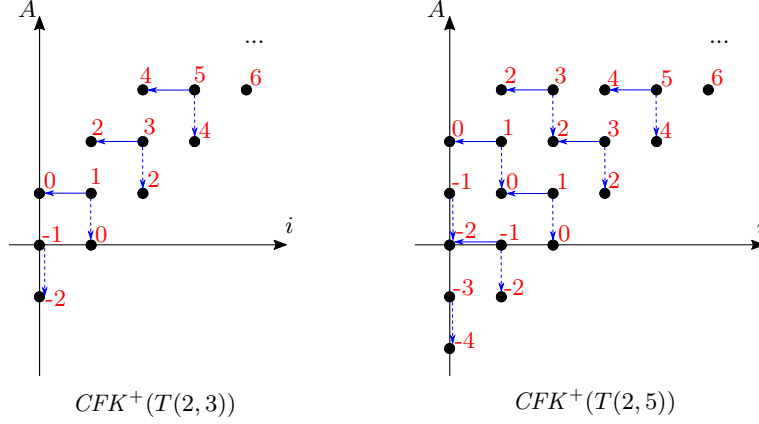 A A
... ...
4 5 6 2 3 4 5 6
2 3 4 0 1 2 3 4
0 1 2 -1 0 1 2
i i
-1 0 -2 -1 0
-2 -3 -2
-4
CFK⁺(T(2,3)) CFK⁺(T(2,5))